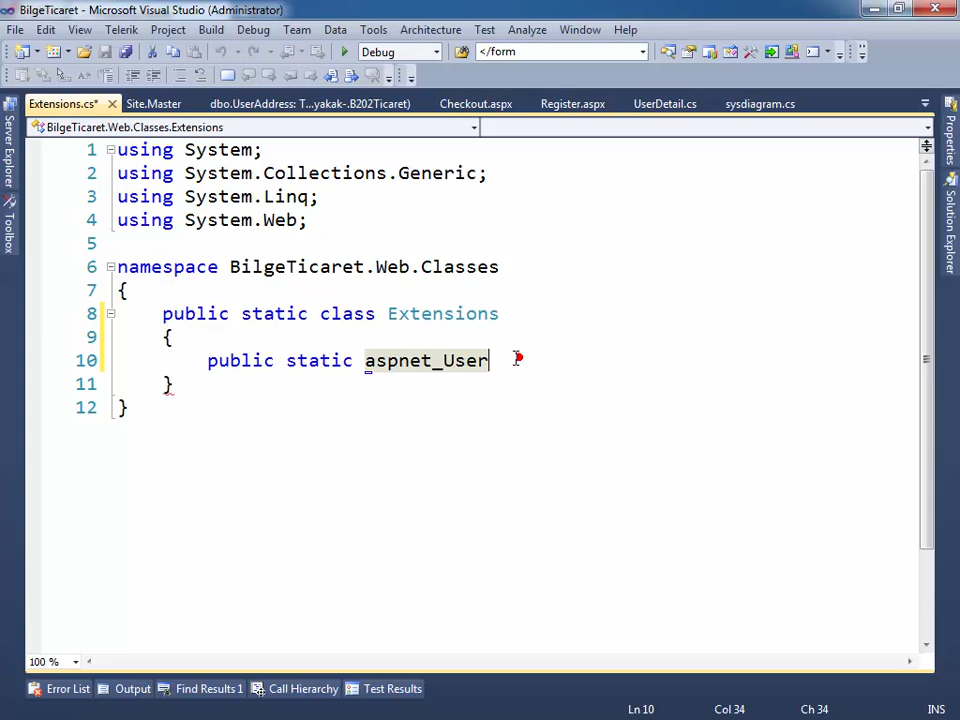 BilgeTicaret - Microsoft Visual Studio (Administrator)
File Edit View Telerik Project Build Debug Team Data Tools Architecture Test Analyze Window Help
Debug </form
Extensions.cs* Site.Master dbo.UserAddress: T...yakak-.B202Ticaret) Checkout.aspx Register.aspx UserDetail.cs sysdiagram.cs
BilgeTicaret.Web.Classes.Extensions
1 using System;
2 using System.Collections.Generic;
3 using System.Linq;
4 using System.Web;
5
6 namespace BilgeTicaret.Web.Classes
7 {
8 public static class Extensions
9 {
10 public static aspnet_User
11 }
12 }
Server Explorer
Toolbox
Properties
Solution Explorer
100 %
Error List Output Find Results 1 Call Hierarchy Test Results
Ln 10 Col 34 Ch 34 INS